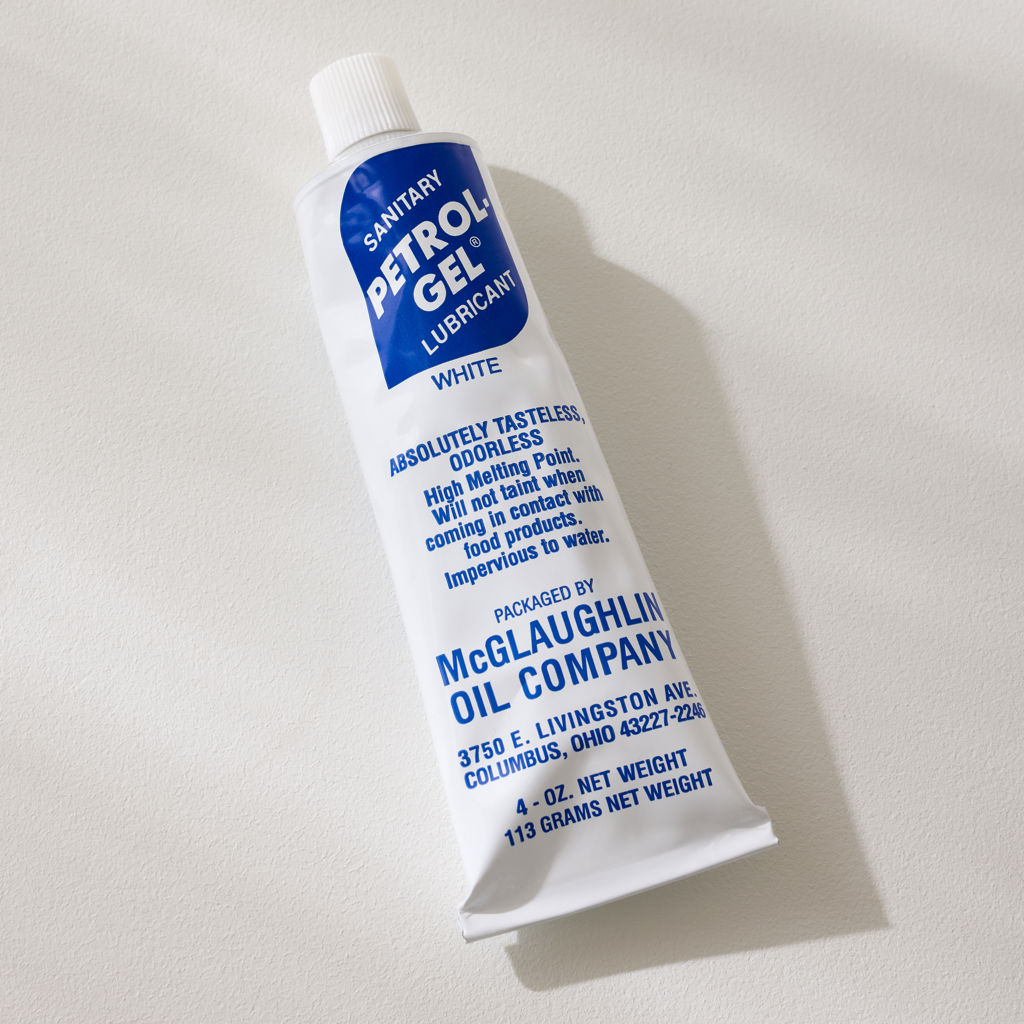 SANITARY
PETROL-
GEL®
LUBRICANT
WHITE
ABSOLUTELY TASTELESS,
ODORLESS
High Melting Point.
Will not taint when
coming in contact with
food products.
Impervious to water.
PACKAGED BY
McGLAUGHLIN
OIL COMPANY
3750 E. LIVINGSTON AVE.
COLUMBUS, OHIO 43227-2246
4 - OZ. NET WEIGHT
113 GRAMS NET WEIGHT